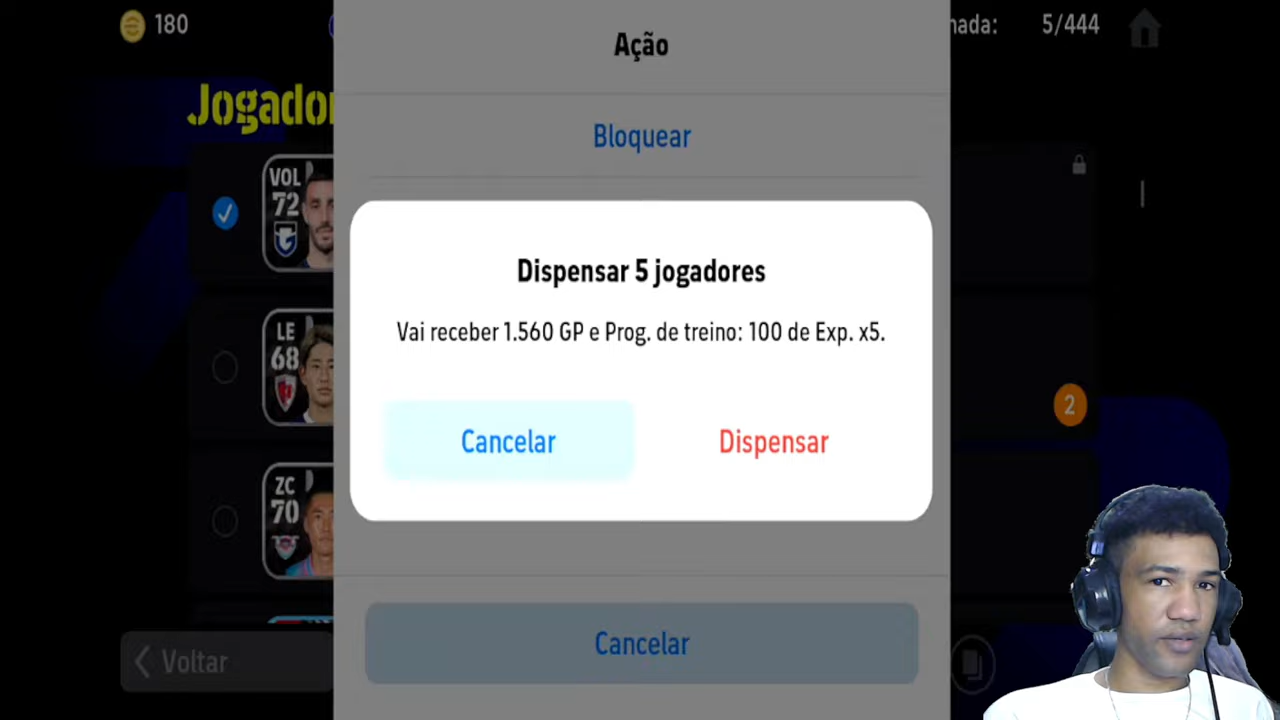 180
Ação
nada:
5/444
Jogador
Bloquear
VOL
72
Dispensar 5 jogadores
Vai receber 1.560 GP e Prog. de treino: 100 de Exp. x5.
LE
68
2
Cancelar
Dispensar
ZC
70
Cancelar
Voltar